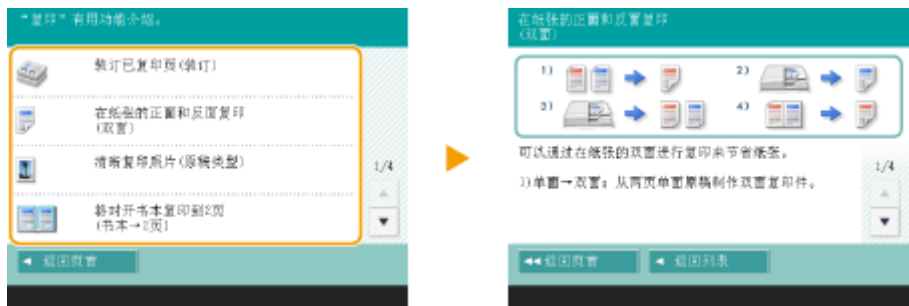 “复印”有用功能介绍。
装订已复印页(装订)
在纸张的正面和反面复印
(双面)
清晰复印照片(原稿类型)
将对开书本复印到2页
(书本→2页)
1/4
返回页首
在纸张的正面和反面复印
(双面)
1)
2)
3)
4)
可以通过在纸张的双面进行复印来节省纸张。
1)单面→双面：从两页单面原稿制作双面复印件。
1/4
返回页首
返回列表